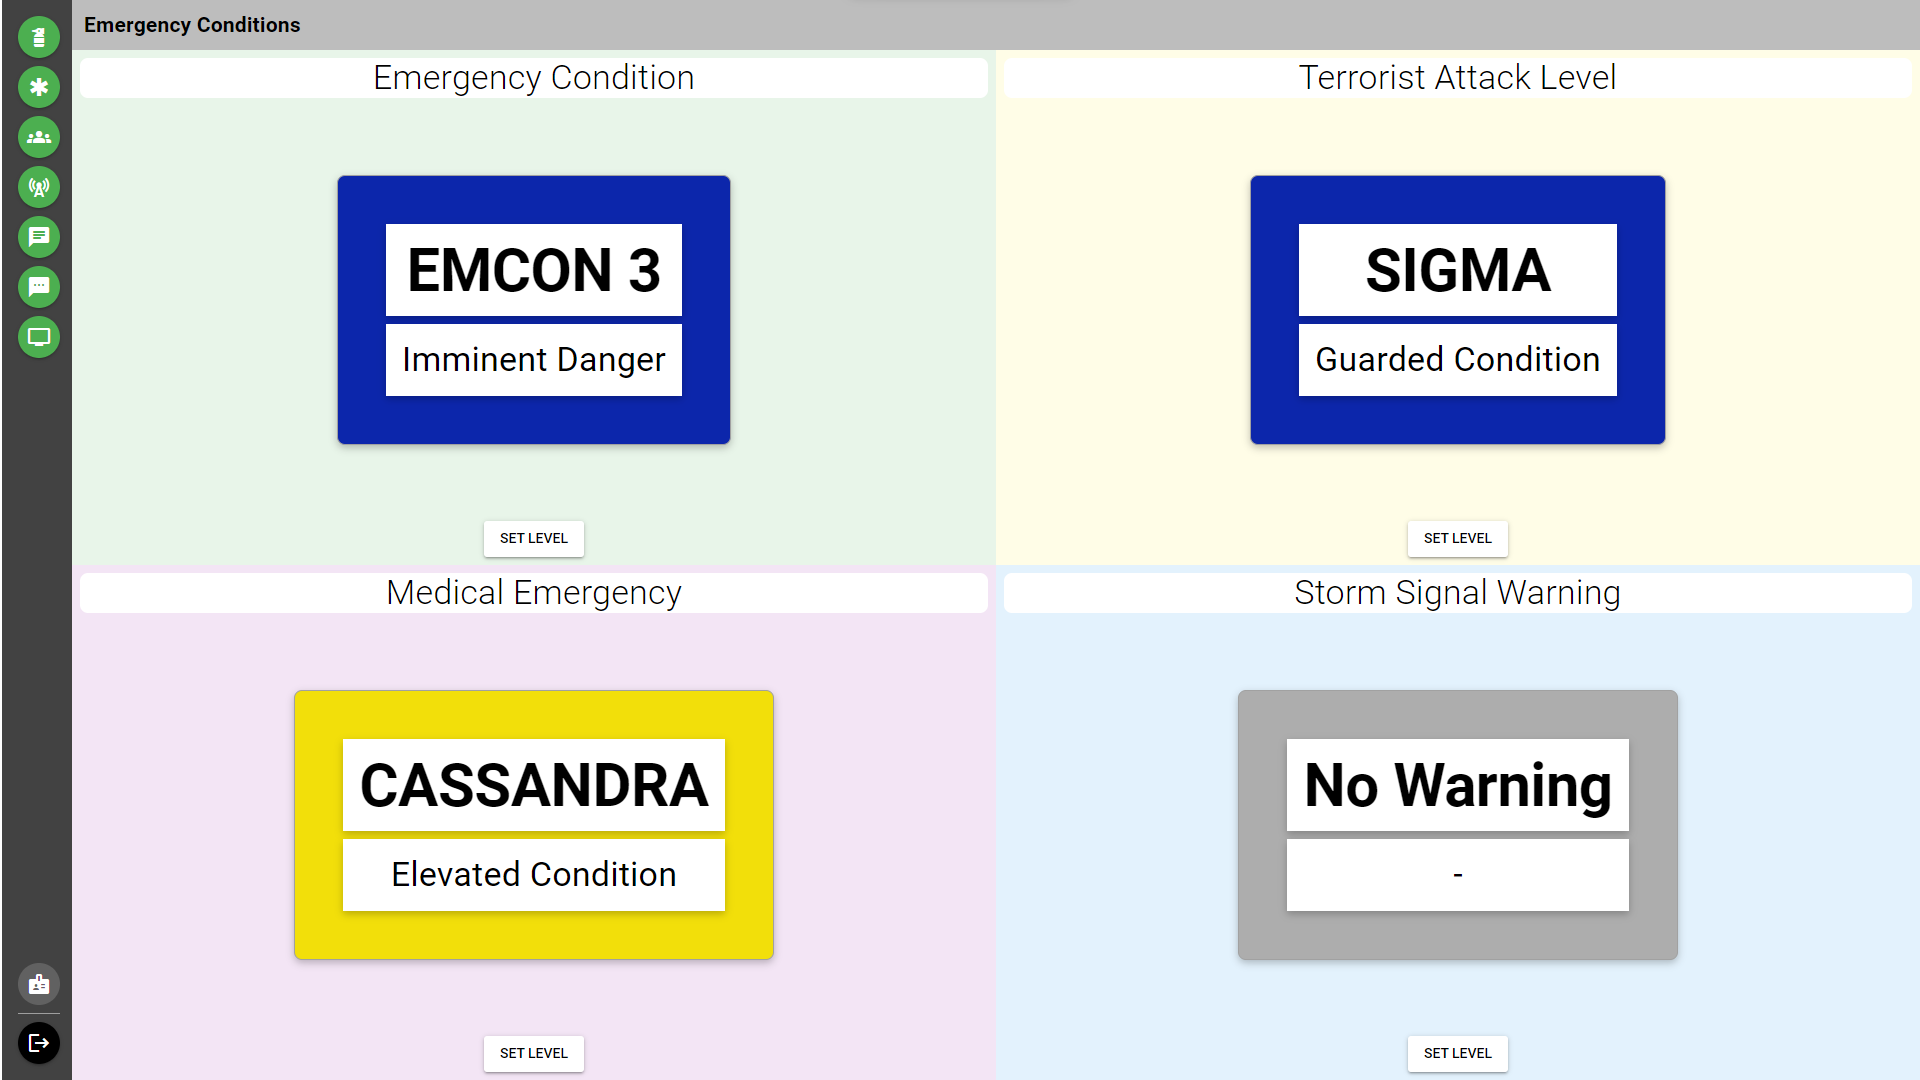 Emergency Conditions
Emergency Condition
EMCON 3
Imminent Danger
SET LEVEL
Terrorist Attack Level
SIGMA
Guarded Condition
SET LEVEL
Medical Emergency
CASSANDRA
Elevated Condition
SET LEVEL
Storm Signal Warning
No Warning
-
SET LEVEL